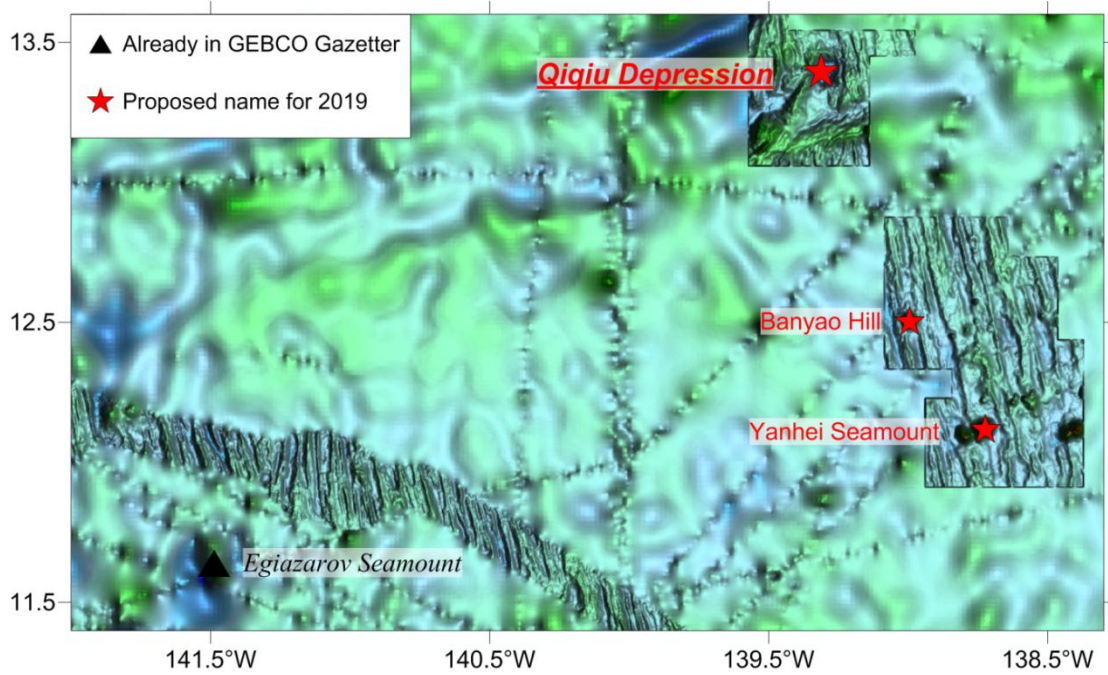 13.5
Already in GEBCO Gazetter
Proposed name for 2019
Qiqiu Depression
12.5
Banyao Hill
Yanhei Seamount
Egiazarov Seamount
11.5
141.5°W
140.5°W
139.5°W
138.5°W